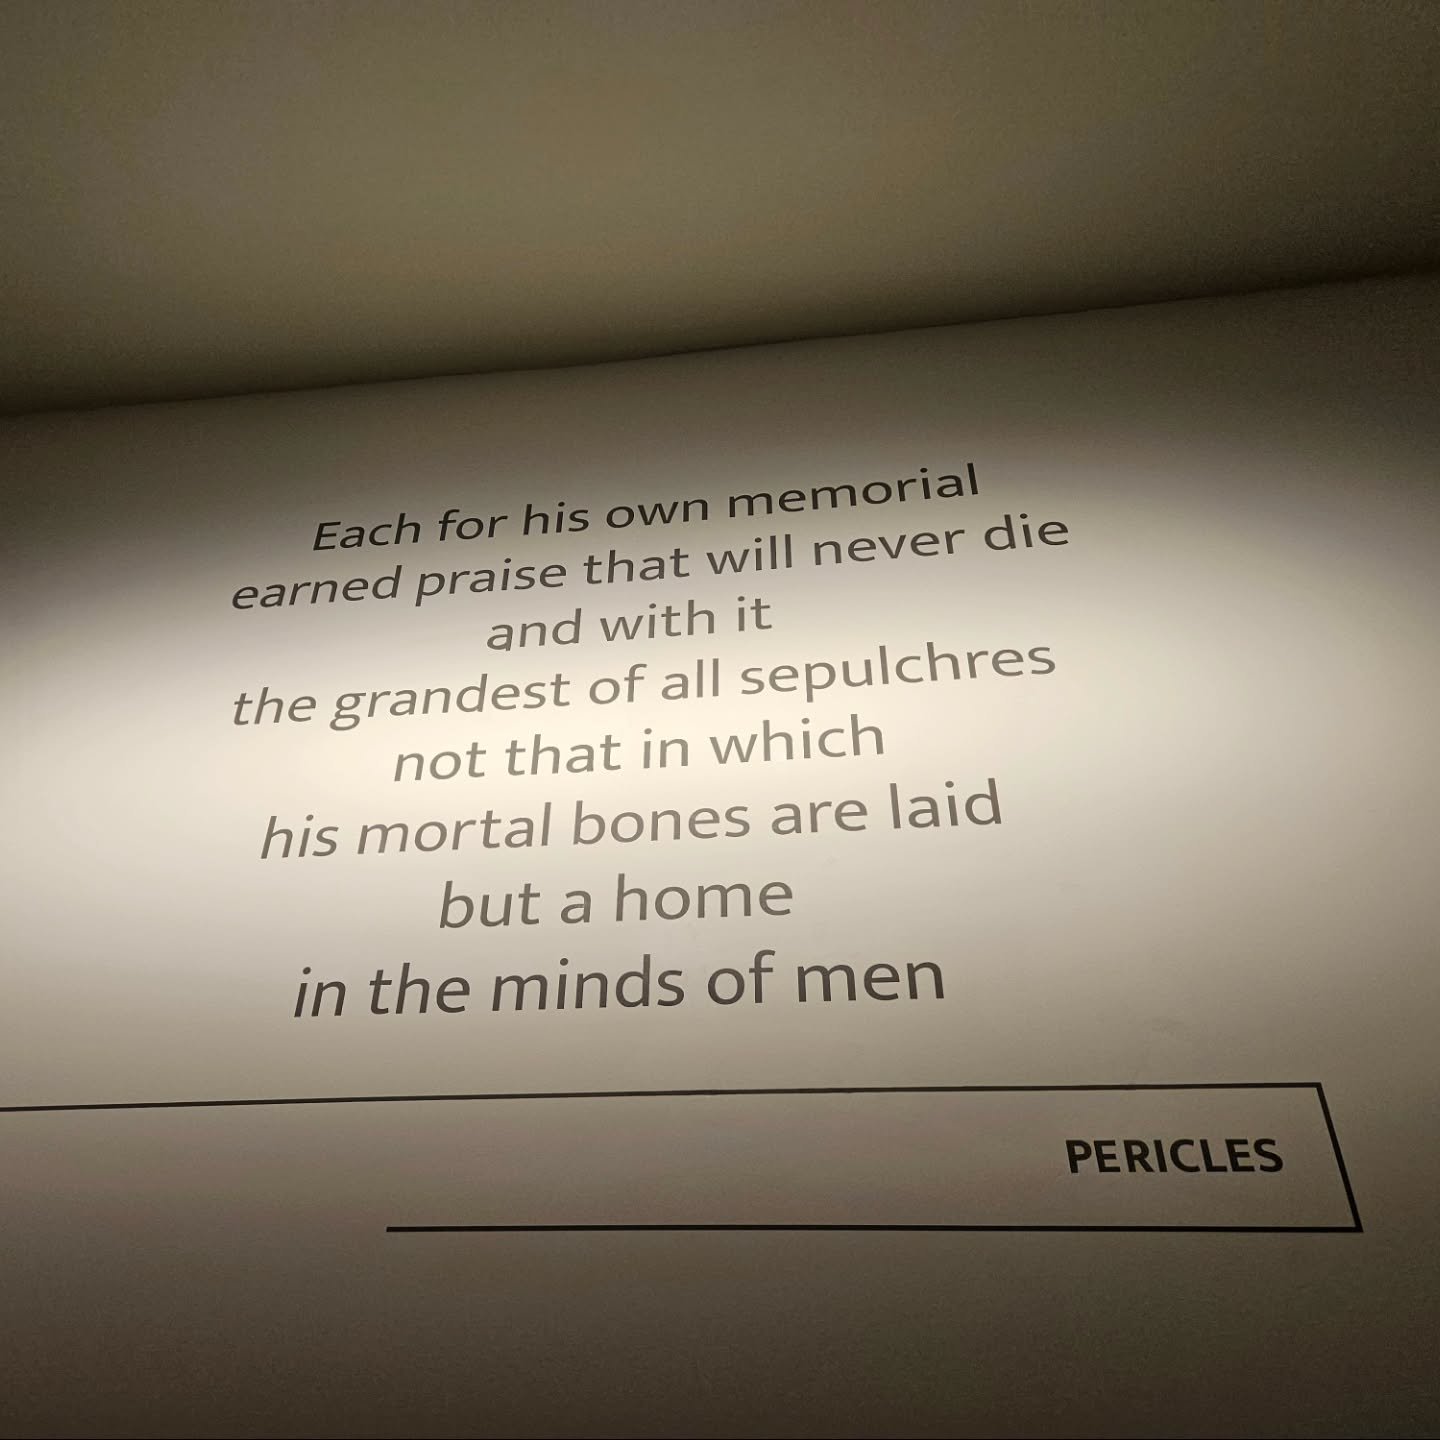 Each for his own memorial
earned praise that will never die
and with it
the grandest of all sepulchres
not that in which
his mortal bones are laid
but a home
in the minds of men
PERICLES